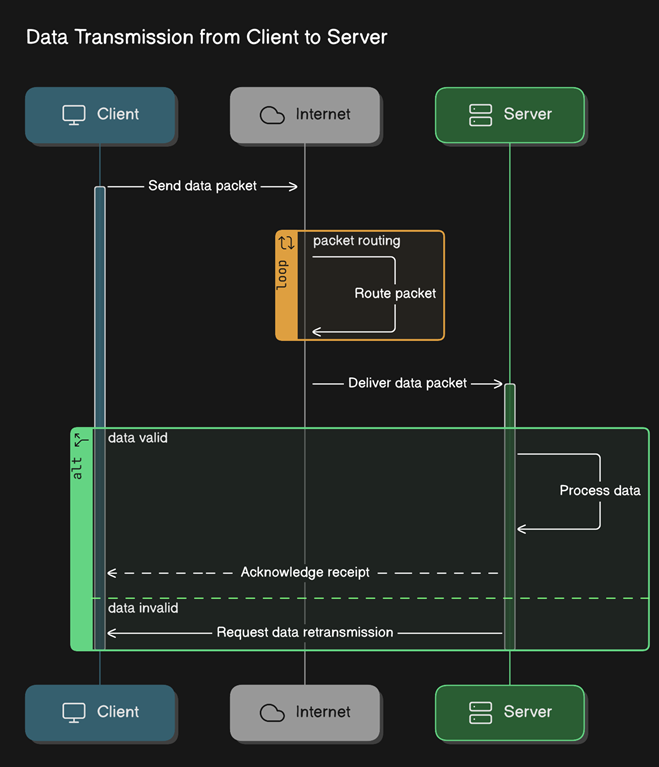 Data Transmission from Client to Server
Client
Internet
Server
Send data packet
loop
packet routing
Route packet
Deliver data packet
alt
data valid
Process data
Acknowledge receipt
data invalid
Request data retransmission
Client
Internet
Server